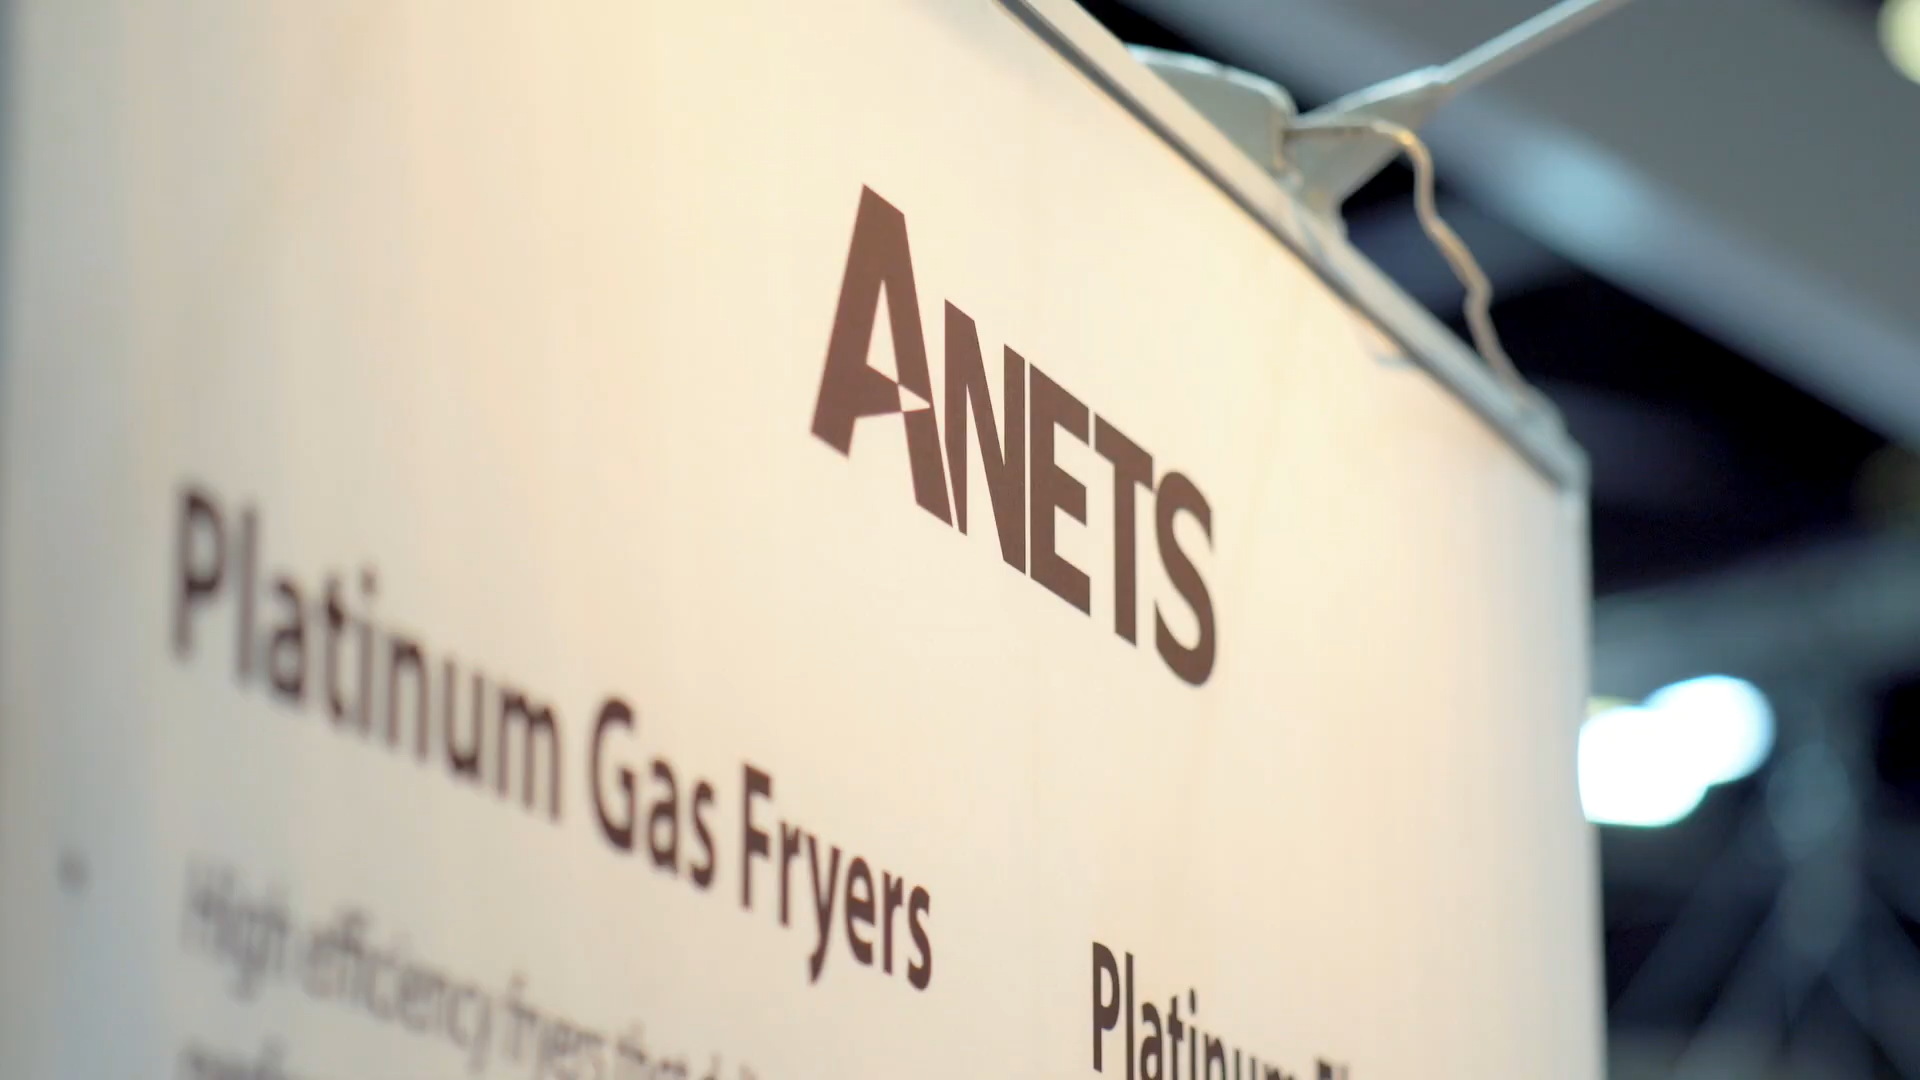 ANETS
Platinum Gas Fryers
High efficiency fryers that
Platinum